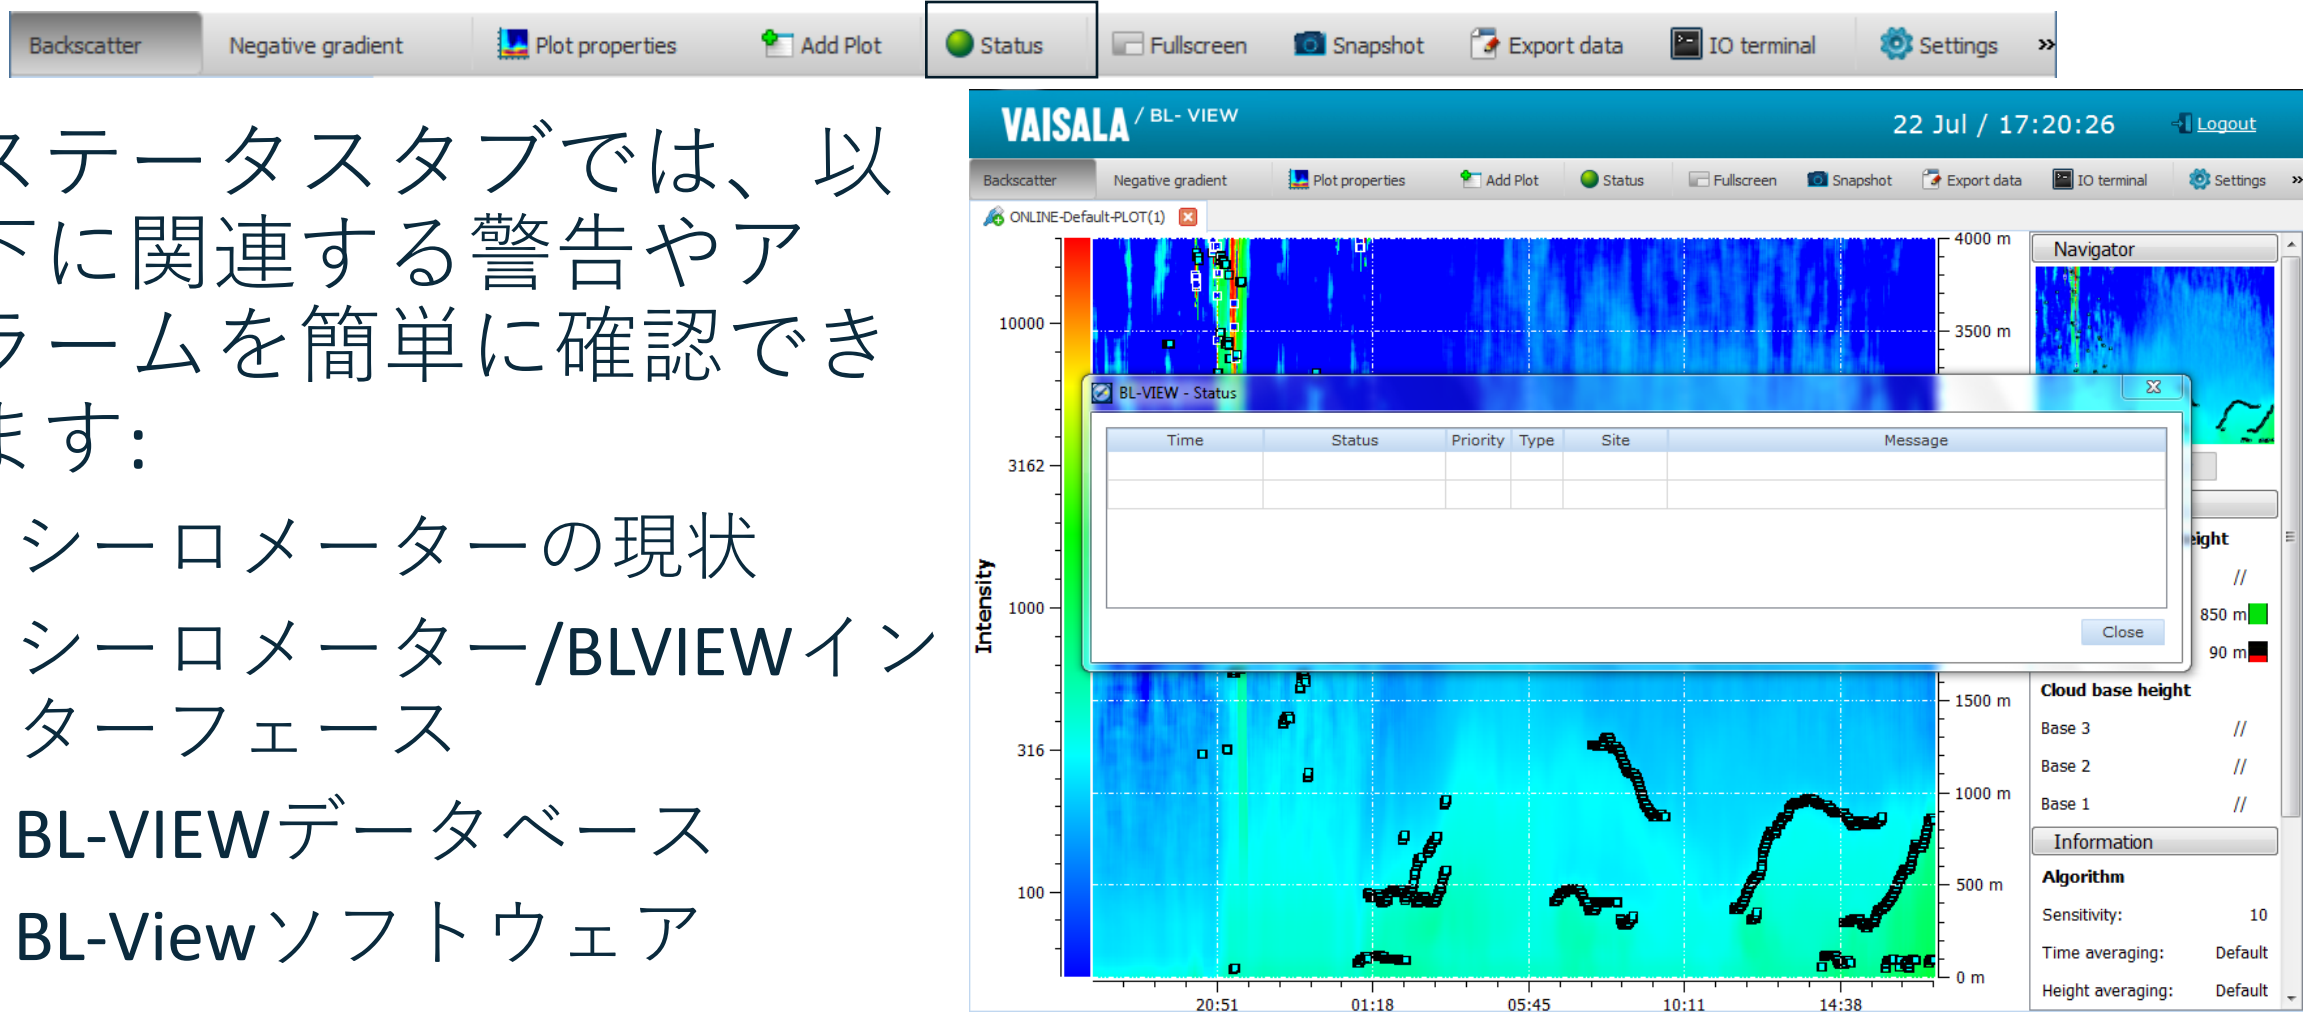 Backscatter Negative gradient Plot properties Add Plot Status Fullscreen Snapshot Export data IO terminal Settings »
ステータスタブでは、以
下に関連する警告やア
ラームを簡単に確認でき
ます:
シーロメーターの現状
シーロメーター/BLVIEWイン
ターフェース
BL-VIEWデータベース
BL-Viewソフトウェア
VAISALA / BL- VIEW 22 Jul / 17:20:26 Logout
Backscatter Negative gradient Plot properties Add Plot Status Fullscreen Snapshot Export data IO terminal Settings »
ONLINE-Default-PLOT(1)
Intensity
10000
3162
1000
316
100
4000 m
3500 m
1500 m
1000 m
500 m
0 m
20:51 01:18 05:45 10:11 14:38
BL-VIEW - Status
Time Status Priority Type Site Message
Close
Navigator
//
850 m
90 m
Cloud base height
Base 3 //
Base 2 //
Base 1 //
Information
Algorithm
Sensitivity: 10
Time averaging: Default
Height averaging: Default